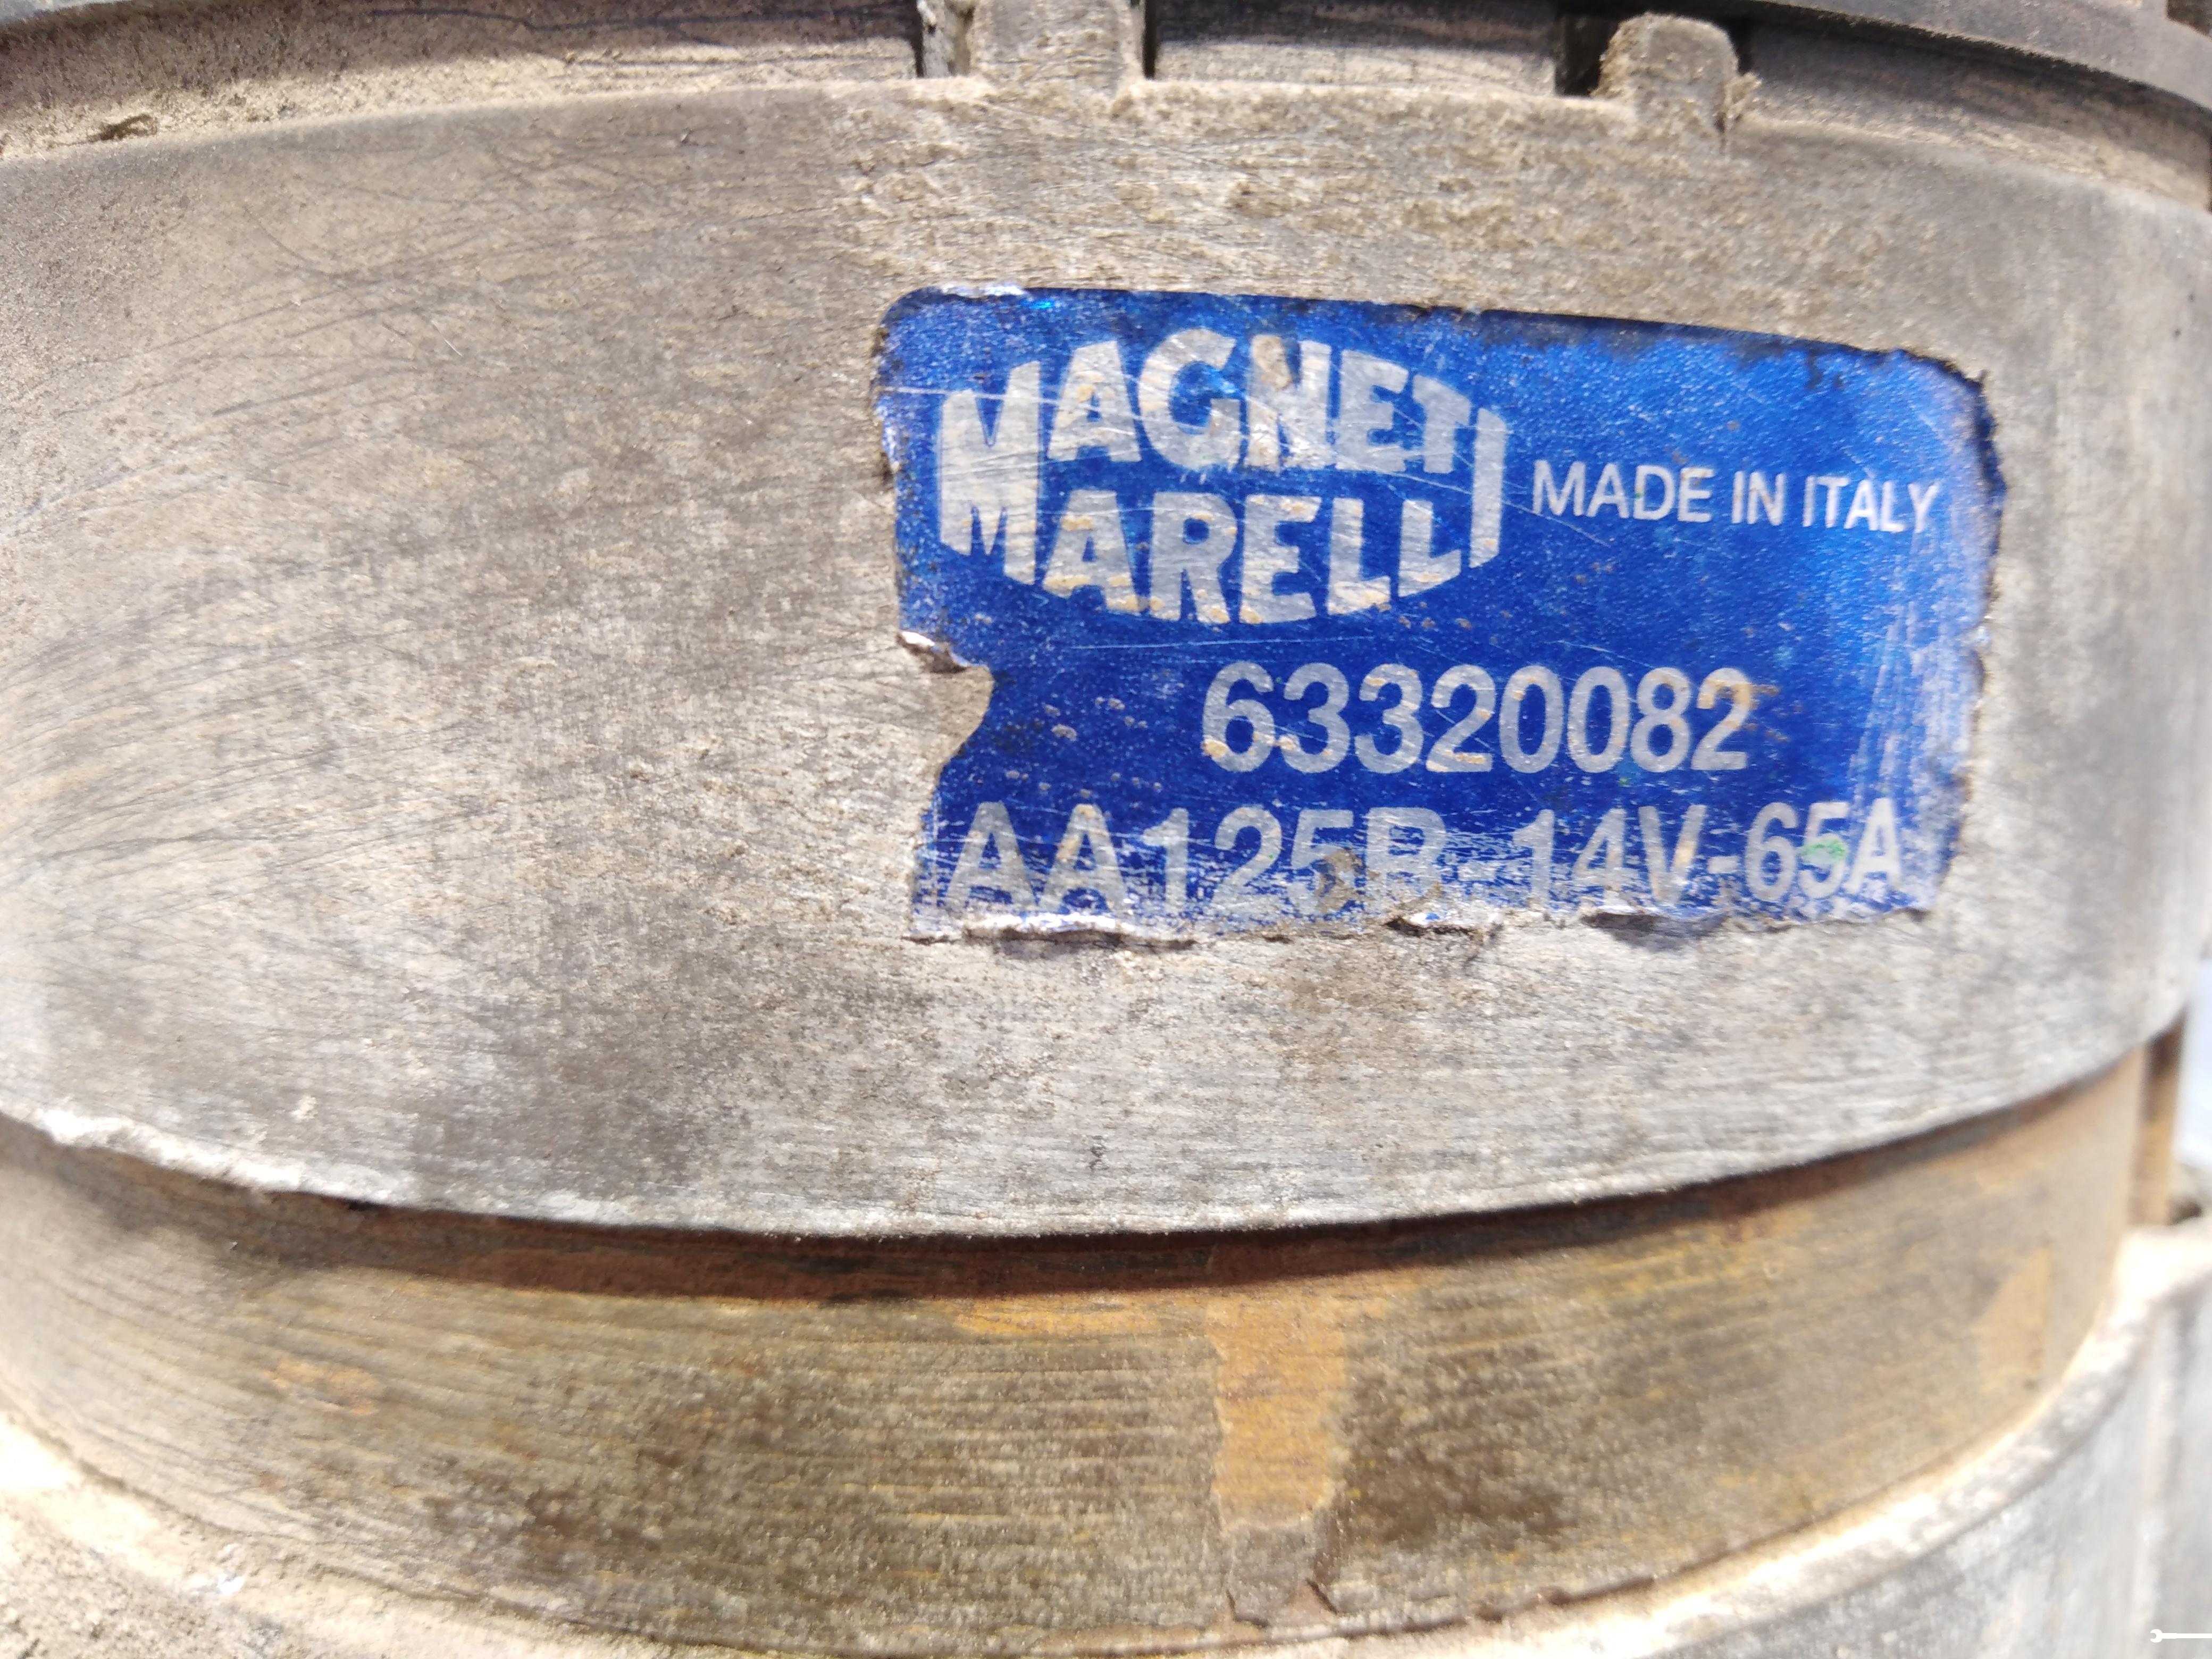 MAGNETI
MARELLI
MADE IN ITALY
63320082
AA125R-14V-65A